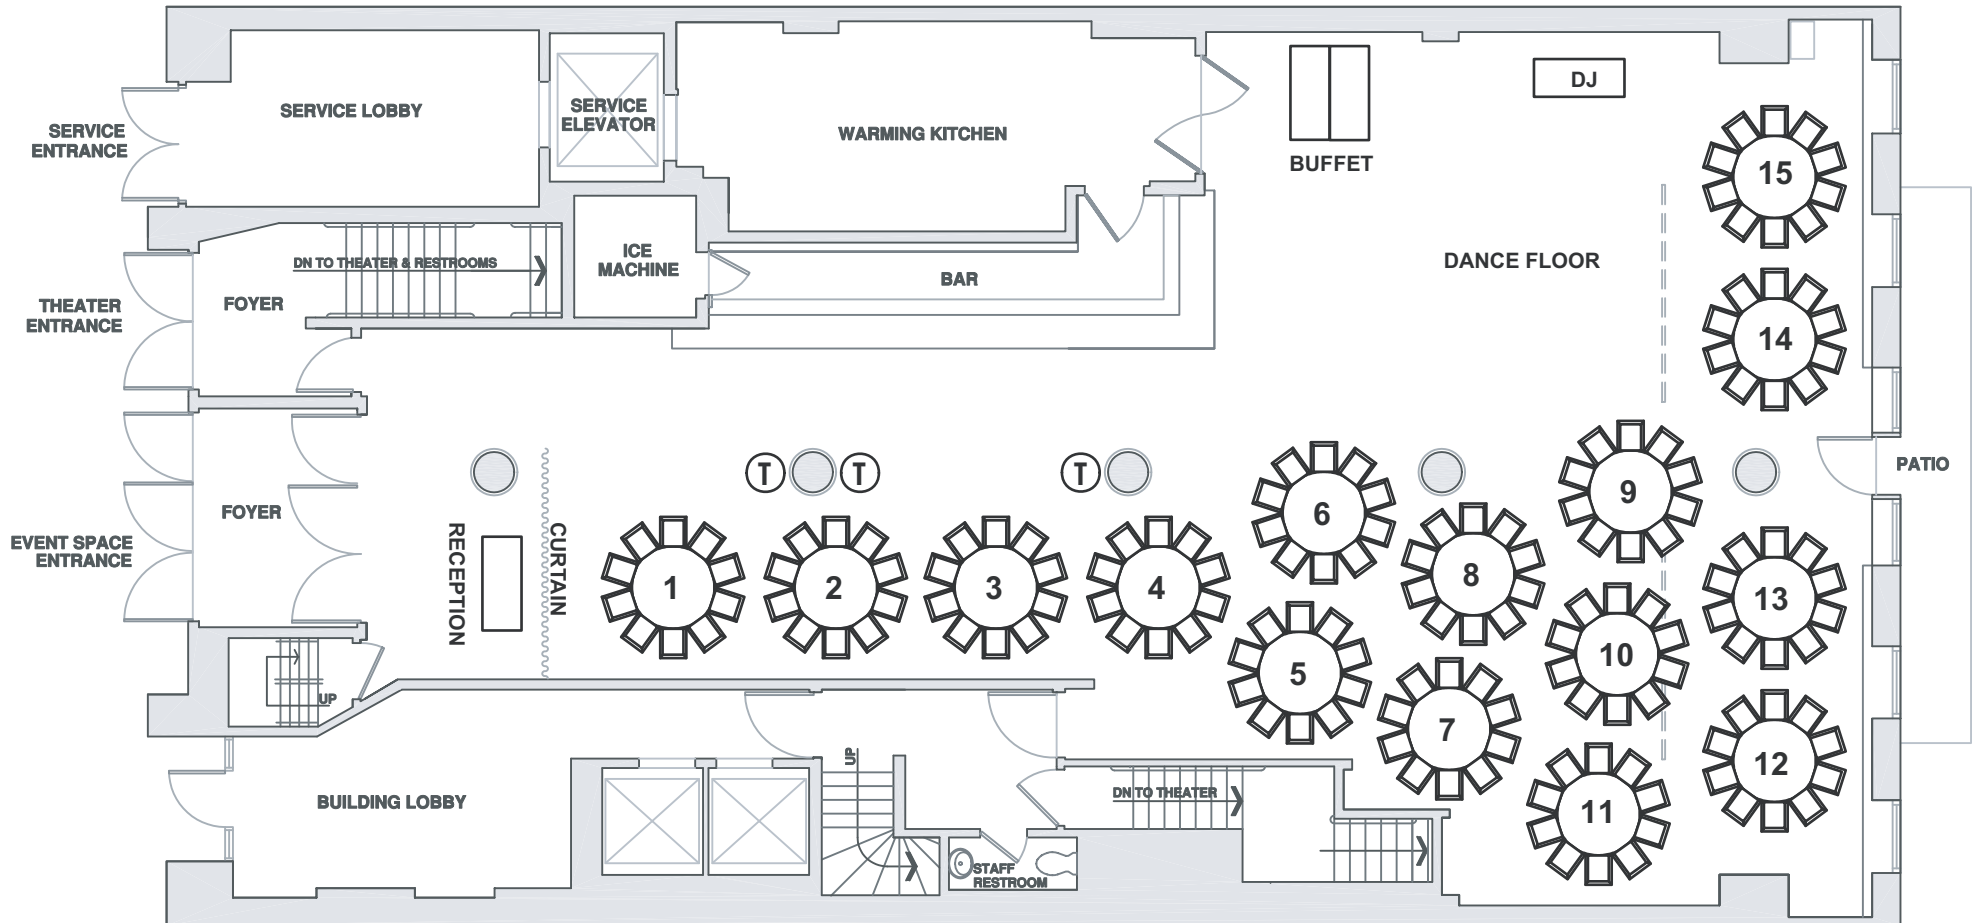 SERVICE
ENTRANCE
SERVICE LOBBY
SERVICE
ELEVATOR
WARMING KITCHEN
BUFFET
DJ
15
DN TO THEATER & RESTROOMS
ICE
MACHINE
BAR
DANCE FLOOR
THEATER
ENTRANCE
FOYER
14
T
T
T
PATIO
EVENT SPACE
ENTRANCE
FOYER
RECEPTION
CURTAIN
1
2
3
4
6
8
9
5
7
10
13
UP
12
11
BUILDING LOBBY
UP
DN TO THEATER
STAFF
RESTROOM